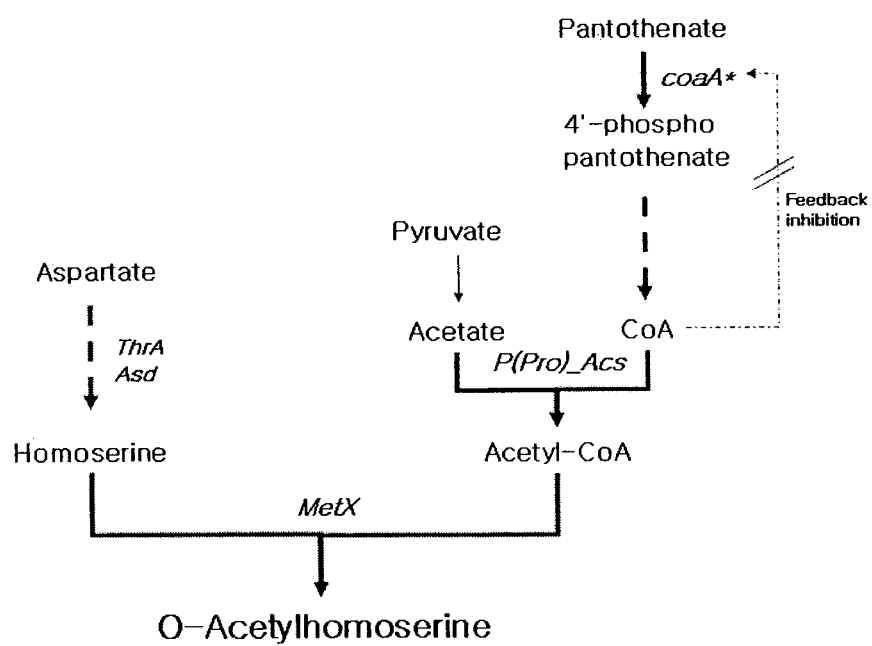 Pantothenate
coaA*
4'-phospho
pantothenate
Feedback
inhibition
Pyruvate
Aspartate
Acetate
CoA
ThrA
Asd
P(Pro)_Acs
Homoserine
Acetyl-CoA
MetX
O-Acetylhomoserine